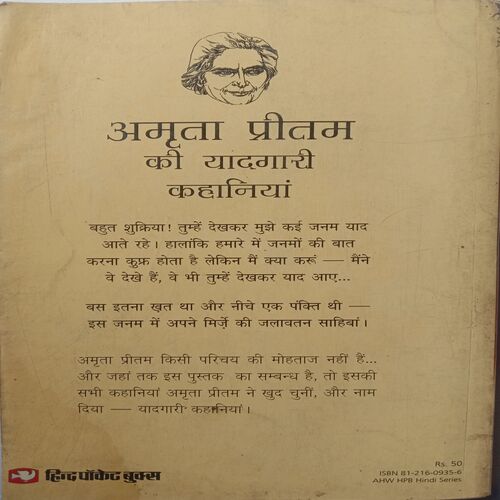 अमृता प्रीतम
की यादगारी
कहानियां
बहुत शुक्रिया! तुम्हें देखकर मुझे कई जनम याद
आते रहे। हालांकि हमारे में जनमों की बात
करना कुफ्र होता है लेकिन मैं क्या करूं — मैंने
वे देखे हैं, वे भी तुम्हें देखकर याद आए...
बस इतना ख़त था और नीचे एक पंक्ति थी —
इस जनम में अपने मिर्ज़े की जलावतन साहिबां।
अमृता प्रीतम किसी परिचय की मोहताज नहीं हैं...
और जहां तक इस पुस्तक का सम्बन्ध है, तो इसकी
सभी कहानियां अमृता प्रीतम ने खुद चुनीं, और नाम
दिया — यादगारी कहानियां।
Rs. 50
ISBN 81-216-0935-6
AHW HPB Hindi Series
हिन्द पॉकेट बुक्स